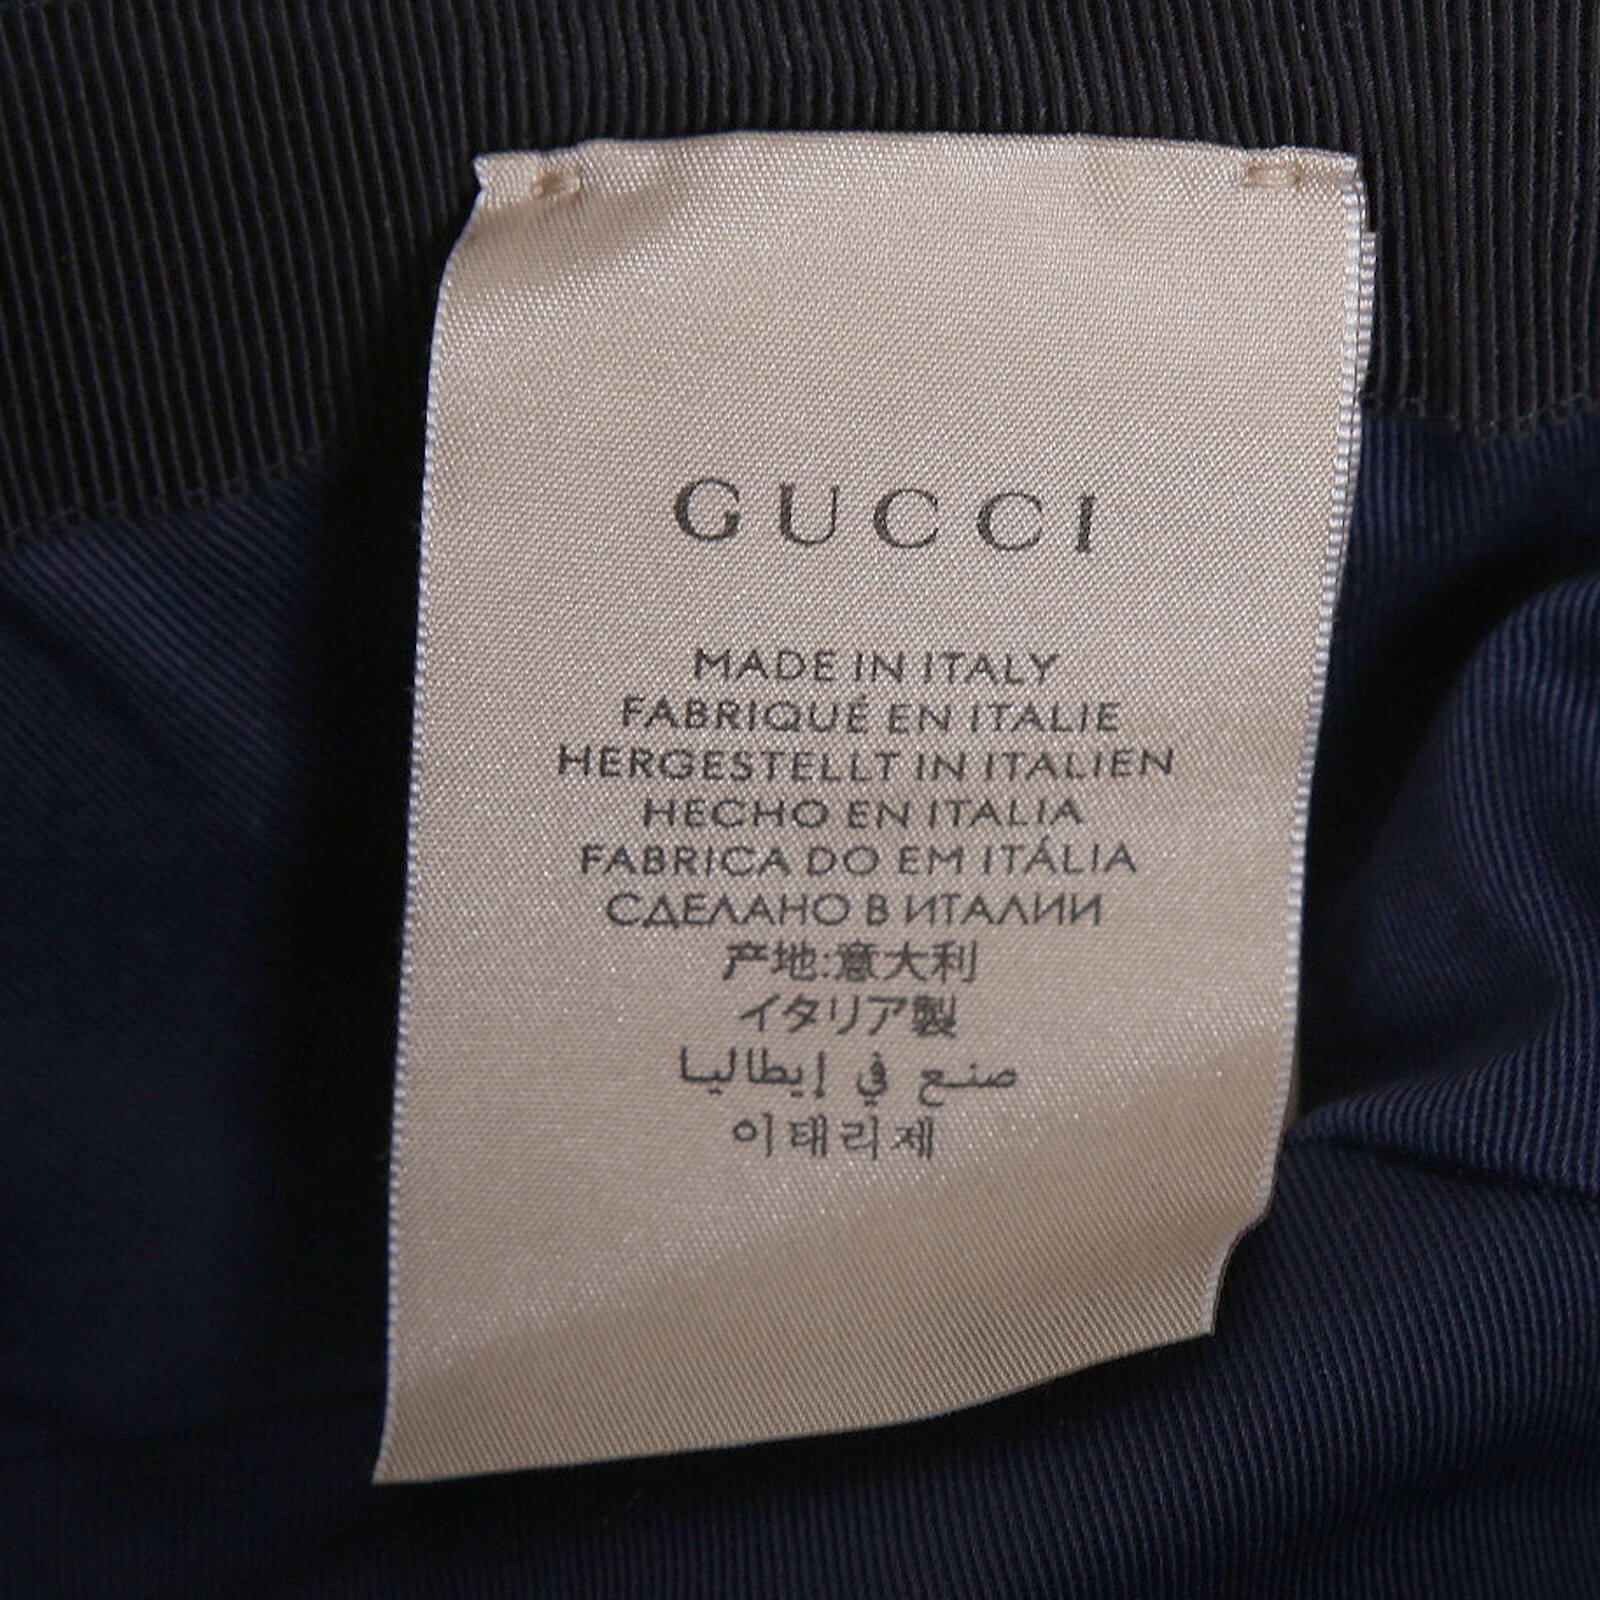 GUCCI
MADE IN ITALY
FABRIQUÉ EN ITALIE
HERGESTELLT IN ITALIEN
HECHO EN ITALIA
FABRICADO EM ITÁLIA
СДЕЛАНО В ИТАЛИИ
产地:意大利
イタリア製
صنع في إيطاليا
이태리제